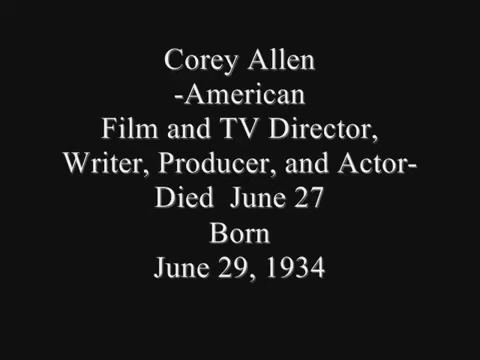 Corey Allen
-American
Film and TV Director,
Writer, Producer, and Actor-
Died  June 27
Born
June 29, 1934